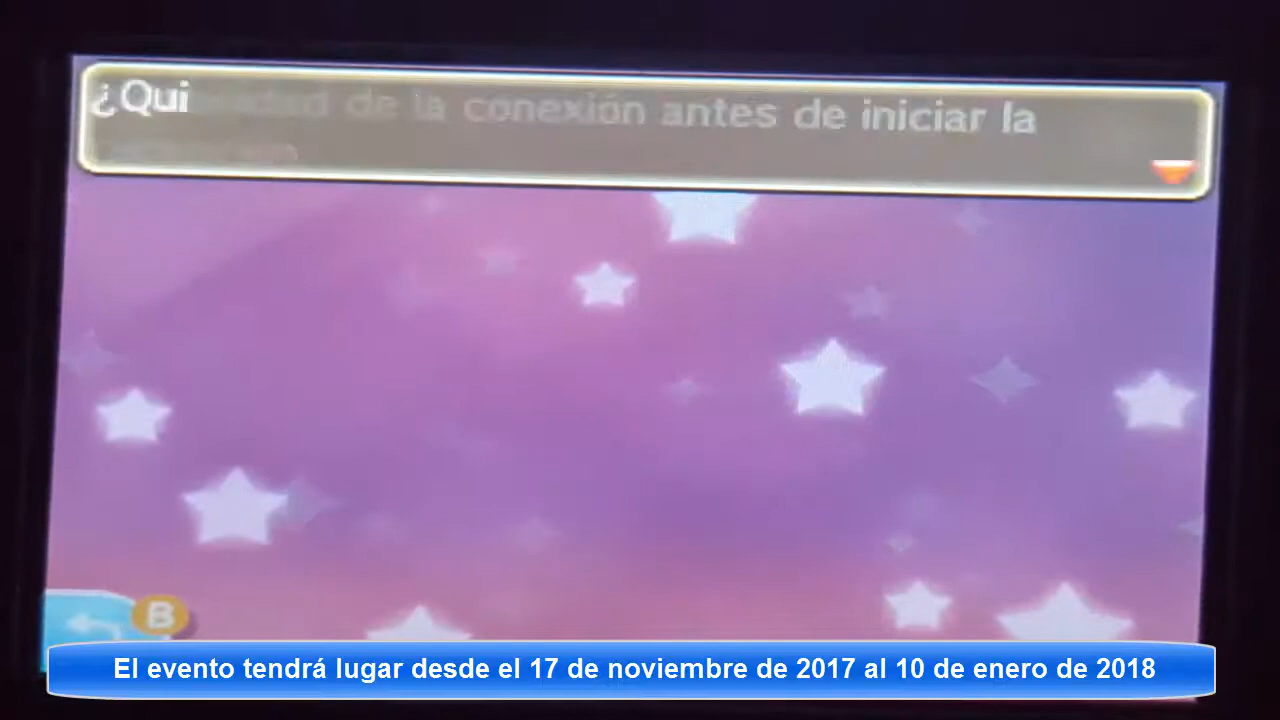 ¿Qui
de la conexión antes de iniciar la
B
El evento tendrá lugar desde el 17 de noviembre de 2017 al 10 de enero de 2018